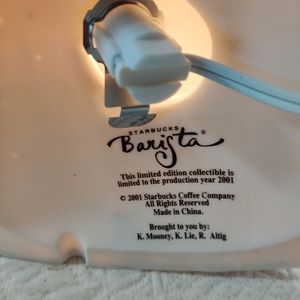 STARBUCKS
Barista®
This limited edition collectible is
limited to the production year 2001
© 2001 Starbucks Coffee Company
All Rights Reserved
Made in China.
Brought to you by:
K. Mooney, K. Lie, R. Altig